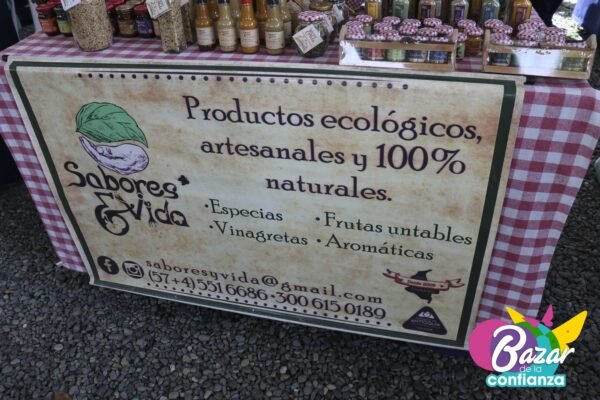 Productos ecológicos,
artesanales y 100%
naturales.
Sabores
& Vida
·Especias
·Frutas untables
·Vinagretas
·Aromáticas
saboresyvida@gmail.com
(57+4) 551 6686 - 300 615 0189
Bazar
de la
confianza